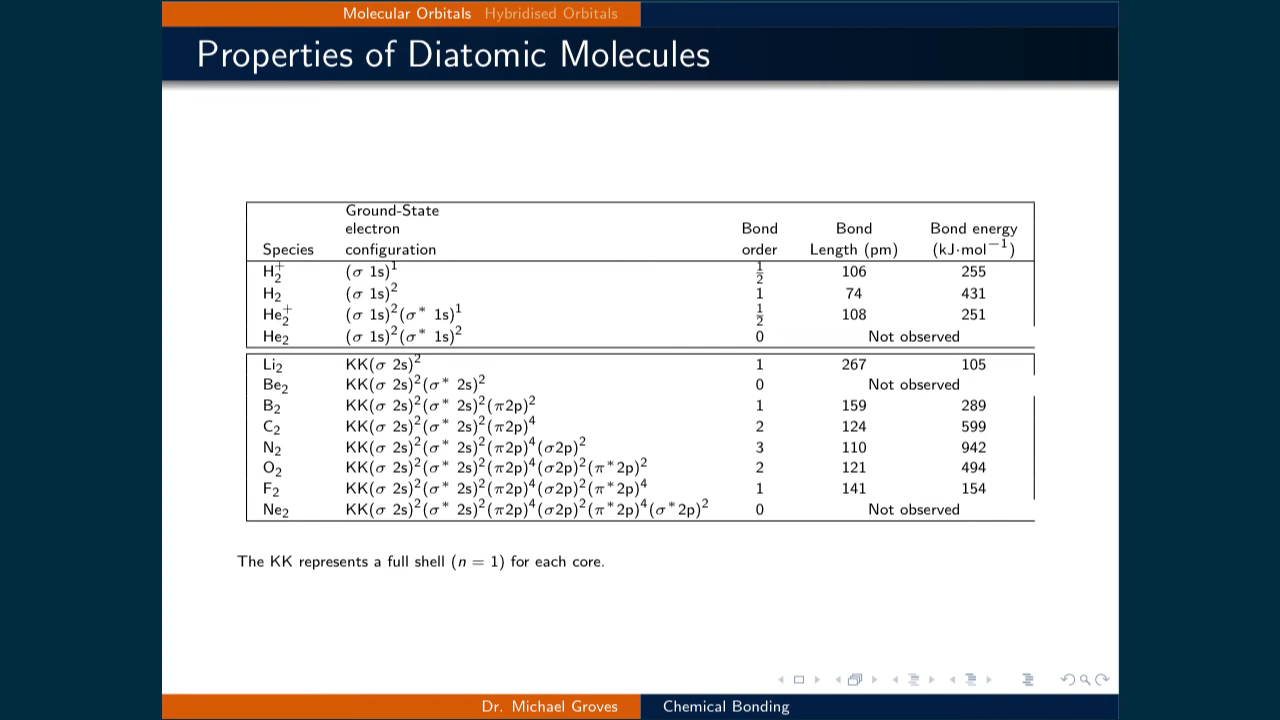 Molecular Orbitals Hybridised Orbitals
Properties of Diatomic Molecules
Ground-State
electron Bond Bond Bond energy
Species configuration order Length (pm) (kJ·mol⁻¹)
H₂⁺ (σ 1s)¹ ½ 106 255
H₂ (σ 1s)² 1 74 431
He₂⁺ (σ 1s)²(σ* 1s)¹ ½ 108 251
He₂ (σ 1s)²(σ* 1s)² 0 Not observed
Li₂ KK(σ 2s)² 1 267 105
Be₂ KK(σ 2s)²(σ* 2s)² 0 Not observed
B₂ KK(σ 2s)²(σ* 2s)²(π2p)² 1 159 289
C₂ KK(σ 2s)²(σ* 2s)²(π2p)⁴ 2 124 599
N₂ KK(σ 2s)²(σ* 2s)²(π2p)⁴(σ2p)² 3 110 942
O₂ KK(σ 2s)²(σ* 2s)²(π2p)⁴(σ2p)²(π*2p)² 2 121 494
F₂ KK(σ 2s)²(σ* 2s)²(π2p)⁴(σ2p)²(π*2p)⁴ 1 141 154
Ne₂ KK(σ 2s)²(σ* 2s)²(π2p)⁴(σ2p)²(π*2p)⁴(σ*2p)² 0 Not observed
The KK represents a full shell (n = 1) for each core.
Dr. Michael Groves Chemical Bonding